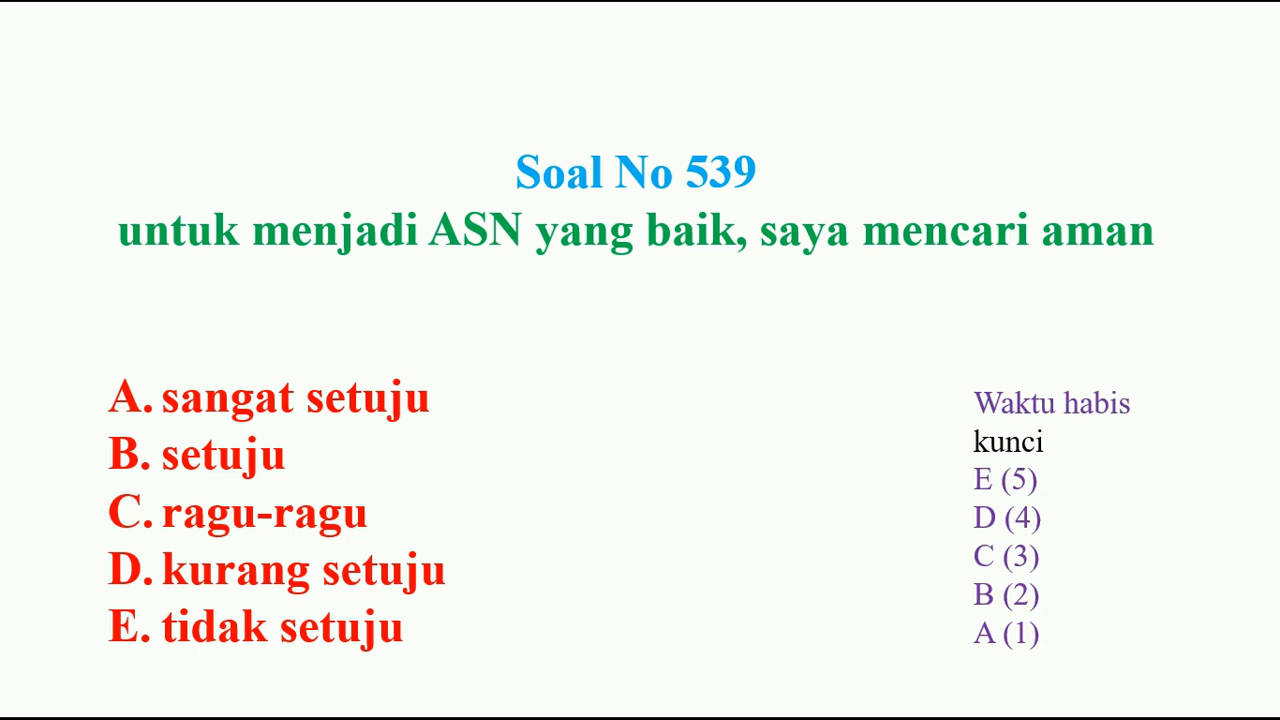 Soal No 539
untuk menjadi ASN yang baik, saya mencari aman
A. sangat setuju
B. setuju
C. ragu-ragu
D. kurang setuju
E. tidak setuju
Waktu habis
kunci
E (5)
D (4)
C (3)
B (2)
A (1)